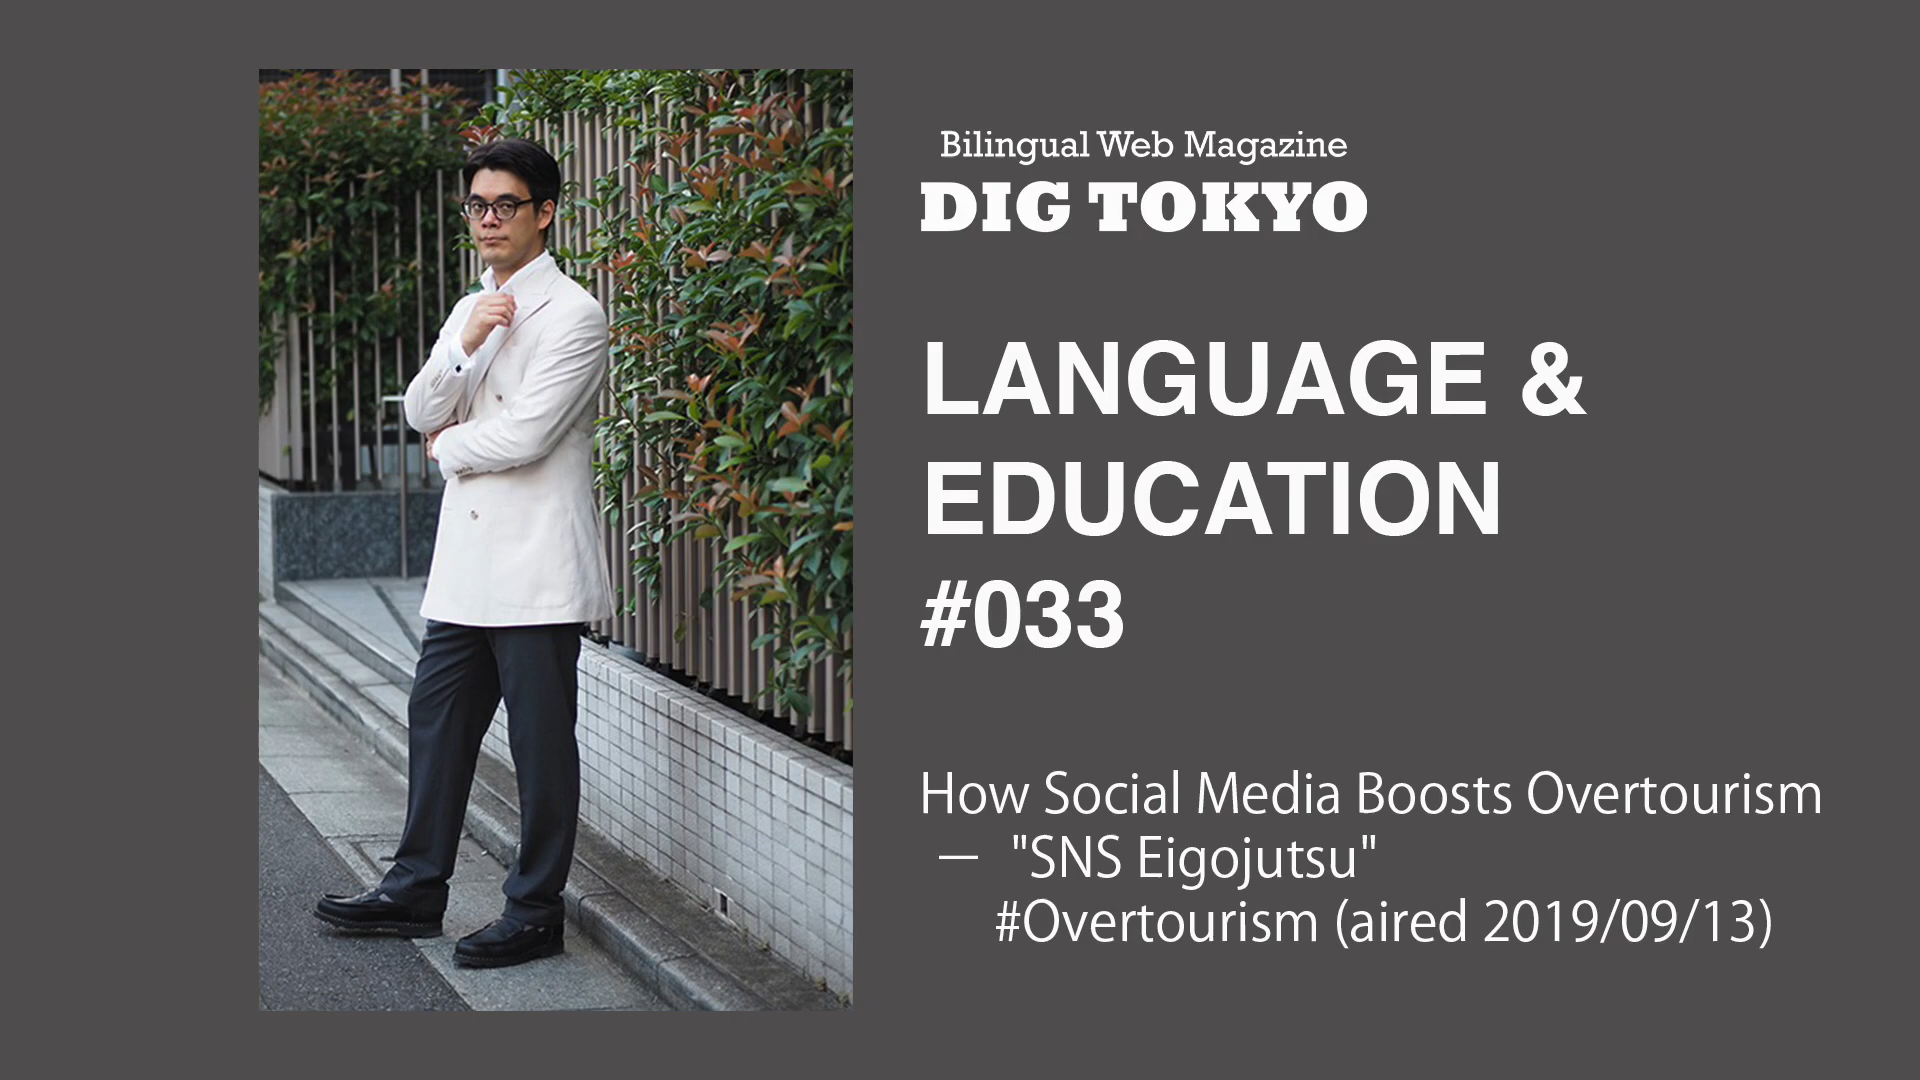 Bilingual Web Magazine
DIG TOKYO
LANGUAGE &
EDUCATION
#033
How Social Media Boosts Overtourism
— "SNS Eigojutsu"
#Overtourism (aired 2019/09/13)